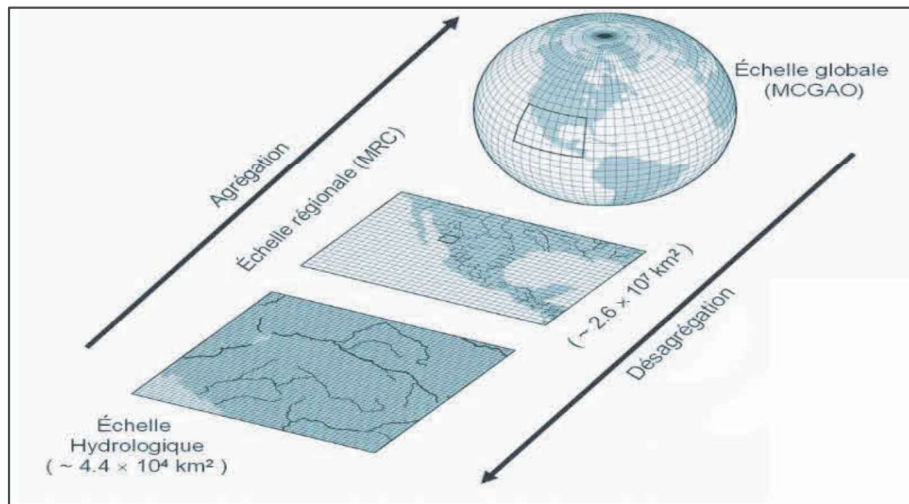 Échelle globale
(MCGAO)
Agrégation
Échelle régionale (MRC)
( ~ 2.6 × 10⁷ km² )
Désagrégation
Échelle
Hydrologique
( ~ 4.4 × 10⁴ km² )